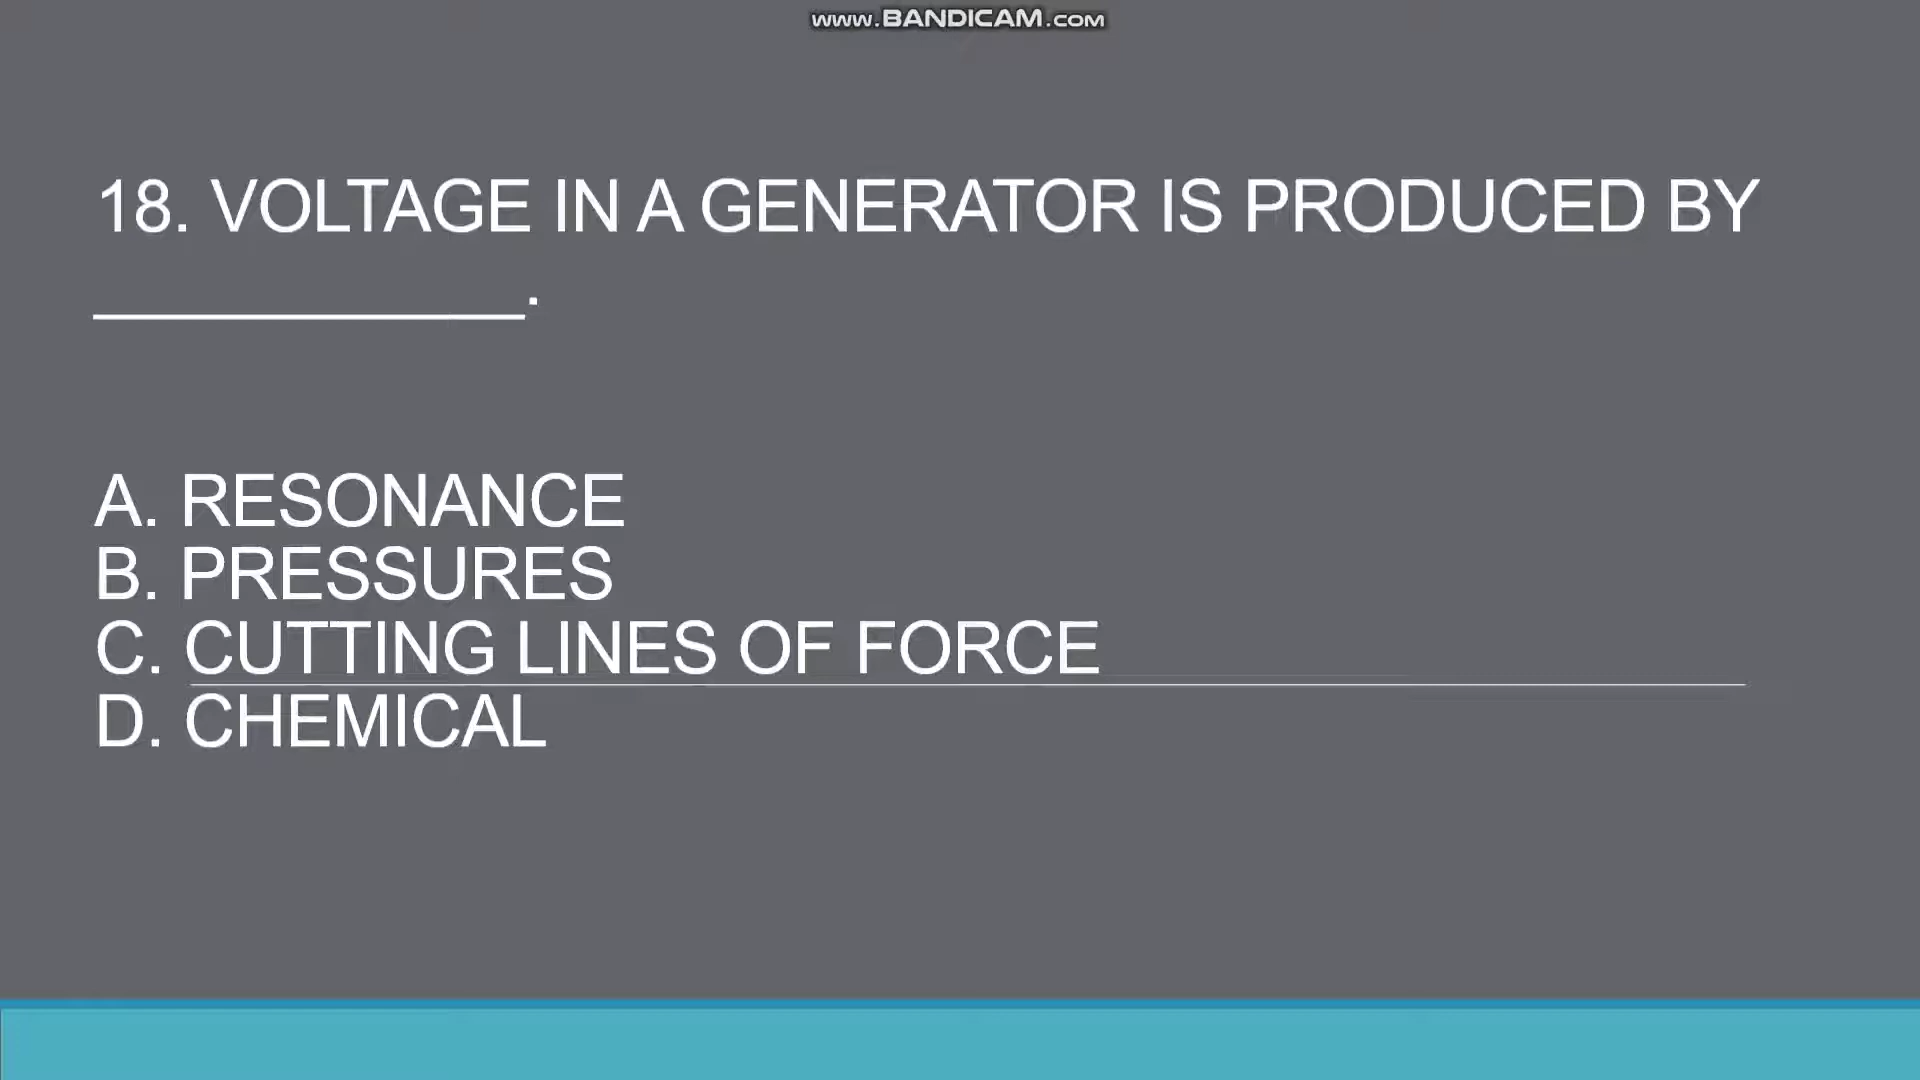 www.BANDICAM.com
18. VOLTAGE IN A GENERATOR IS PRODUCED BY
____________.
A. RESONANCE
B. PRESSURES
C. CUTTING LINES OF FORCE
D. CHEMICAL